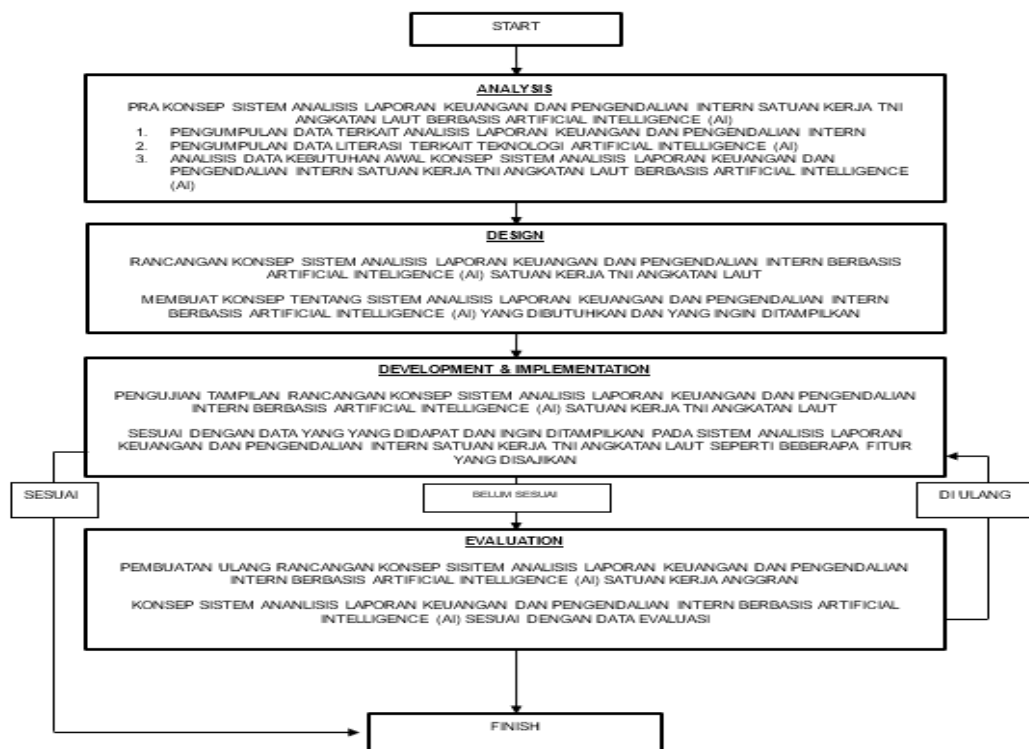 START
ANALYSIS
PRA KONSEP SISTEM ANALISIS LAPORAN KEUANGAN DAN PENGENDALIAN INTERN SATUAN KERJA TNI
ANGKATAN LAUT BERBASIS ARTIFICIAL INTELLIGENCE (AI)
1. PENGUMPULAN DATA TERKAIT ANALISIS LAPORAN KEUANGAN DAN PENGENDALIAN INTERN
2. PENGUMPULAN DATA LITERASI TERKAIT TEKNOLOGI ARTIFICIAL INTELLIGENCE (AI)
3. ANALISIS DATA KEBUTUHAN AWAL KONSEP SISTEM ANALISIS LAPORAN KEUANGAN DAN
PENGENDALIAN INTERN SATUAN KERJA TNI ANGKATAN LAUT BERBASIS ARTIFICIAL INTELLIGENCE
(AI)
DESIGN
RANCANGAN KONSEP SISTEM ANALISIS LAPORAN KEUANGAN DAN PENGENDALIAN INTERN BERBASIS
ARTIFICIAL INTELIGENCE (AI) SATUAN KERJA TNI ANGKATAN LAUT
MEMBUAT KONSEP TENTANG SISTEM ANALISIS LAPORAN KEUANGAN DAN PENGENDALIAN INTERN
BERBASIS ARTIFICIAL INTELLIGENCE (AI) YANG DIBUTUHKAN DAN YANG INGIN DITAMPILKAN
DEVELOPMENT & IMPLEMENTATION
PENGUJIAN TAMPILAN RANCANGAN KONSEP SISTEM ANALISIS LAPORAN KEUANGAN DAN PENGENDALIAN
INTERN BERBASIS ARTIFICIAL INTELLIGENCE (AI) SATUAN KERJA TNI ANGKATAN LAUT
SESUAI DENGAN DATA YANG YANG DIDAPAT DAN INGIN DITAMPILKAN PADA SISTEM ANALISIS LAPORAN
KEUANGAN DAN PENGENDALIAN INTERN SATUAN KERJA TNI ANGKATAN LAUT SEPERTI BEBERAPA FITUR
YANG DISAJIKAN
SESUAI
BELUM SESUAI
DI ULANG
EVALUATION
PEMBUATAN ULANG RANCANGAN KONSEP SISITEM ANALISIS LAPORAN KEUANGAN DAN PENGENDALIAN
INTERN BERBASIS ARTIFICIAL INTELLIGENCE (AI) SATUAN KERJA ANGGRAN
KONSEP SISTEM ANANLISIS LAPORAN KEUANGAN DAN PENGENDALIAN INTERN BERBASIS ARTIFICIAL
INTELLIGENCE (AI) SESUAI DENGAN DATA EVALUASI
FINISH